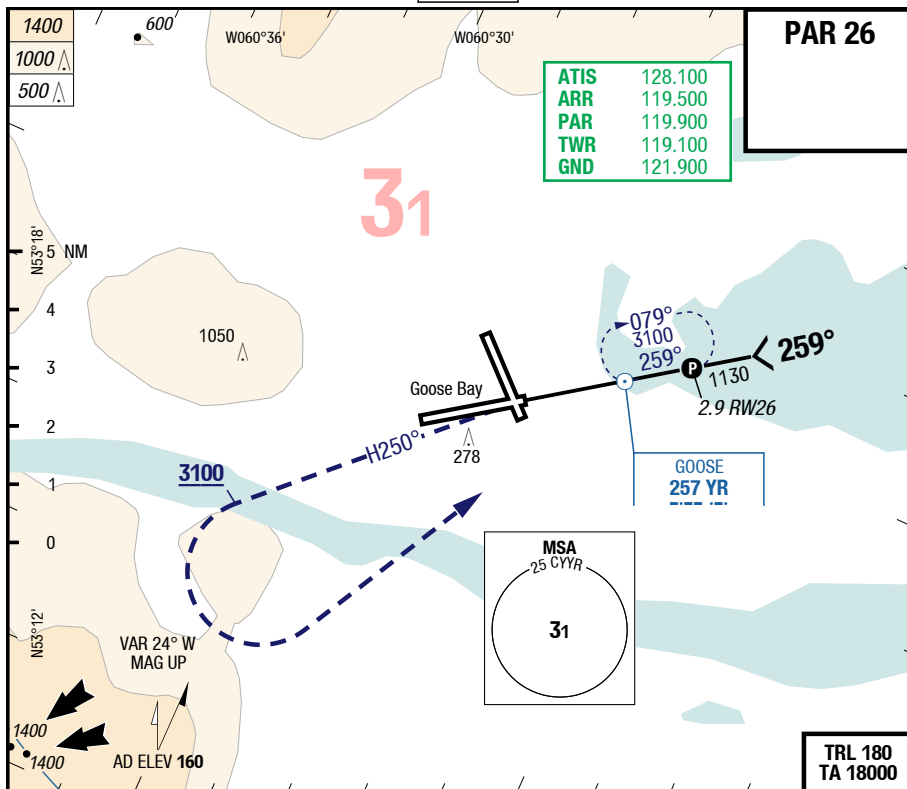 1400
1000
500
600
W060°36'
W060°30'
PAR 26
ATIS 128.100
ARR 119.500
PAR 119.900
TWR 119.100
GND 121.900
31
N53°18'
5 NM
4
3
2
1
0
1050
079°
3100
259°
259°
P
1130
2.9 RW26
Goose Bay
H250°
278
3100
GOOSE
257 YR
MSA
25 CYYR
31
N53°12'
VAR 24° W
MAG UP
1400
1400
AD ELEV 160
TRL 180
TA 18000